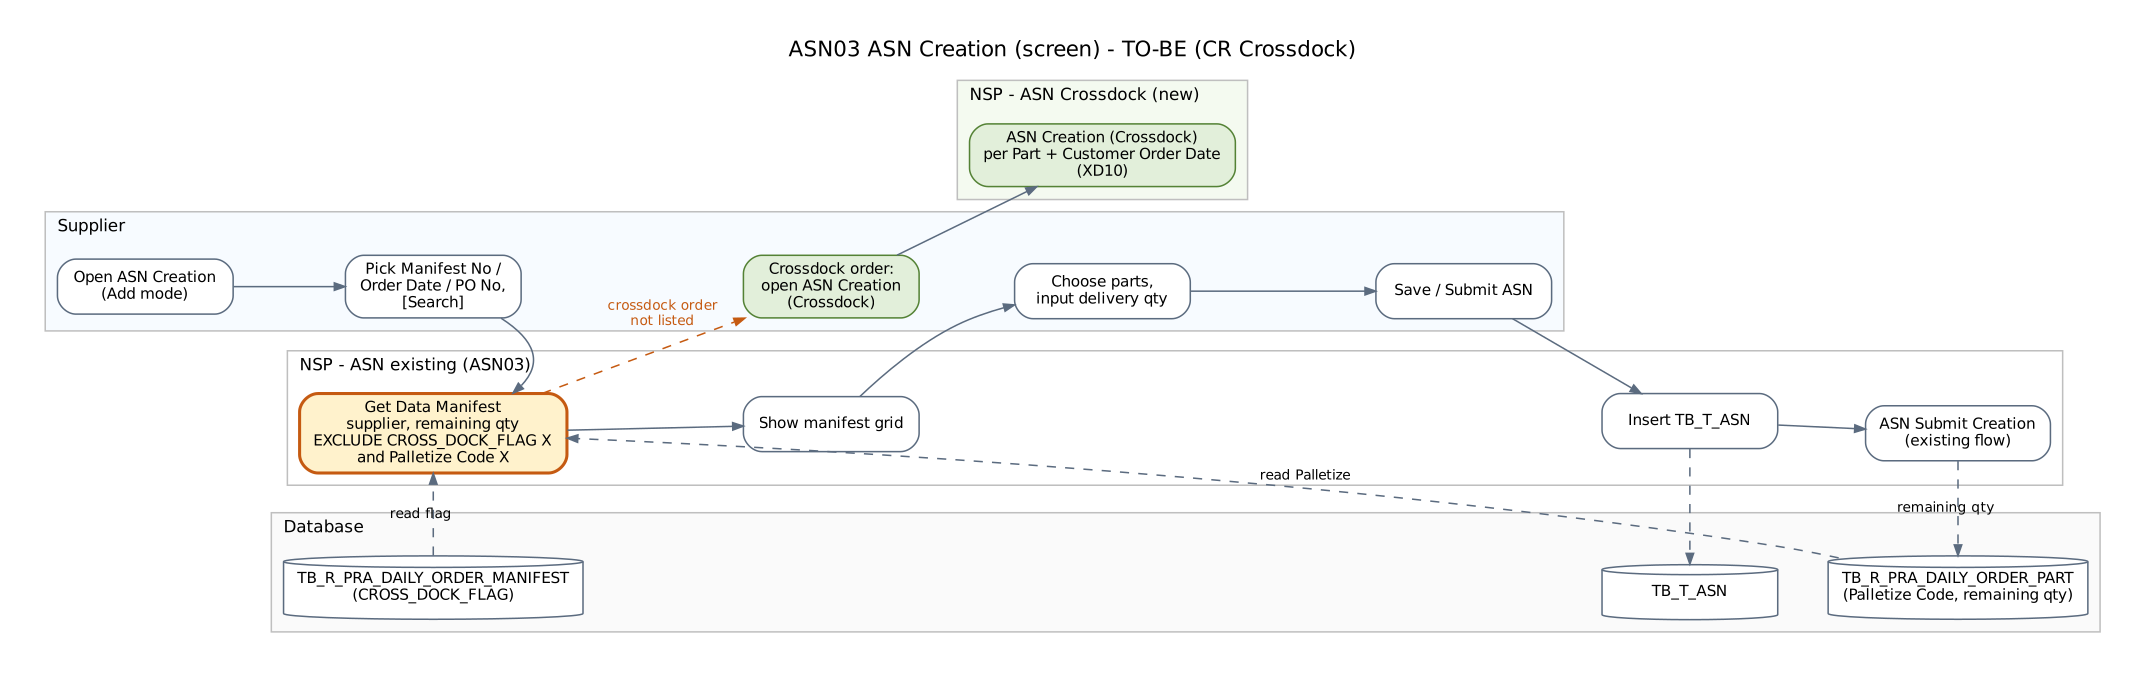 ASN03 ASN Creation (screen) - TO-BE (CR Crossdock)
NSP - ASN Crossdock (new)
ASN Creation (Crossdock)
per Part + Customer Order Date
(XD10)
Supplier
Open ASN Creation
(Add mode)
Pick Manifest No /
Order Date / PO No,
[Search]
crossdock order
not listed
Crossdock order:
open ASN Creation
(Crossdock)
Choose parts,
input delivery qty
Save / Submit ASN
NSP - ASN existing (ASN03)
Get Data Manifest
supplier, remaining qty
EXCLUDE CROSS_DOCK_FLAG X
and Palletize Code X
Show manifest grid
Insert TB_T_ASN
ASN Submit Creation
(existing flow)
read Palletize
read flag
remaining qty
Database
TB_R_PRA_DAILY_ORDER_MANIFEST
(CROSS_DOCK_FLAG)
TB_T_ASN
TB_R_PRA_DAILY_ORDER_PART
(Palletize Code, remaining qty)